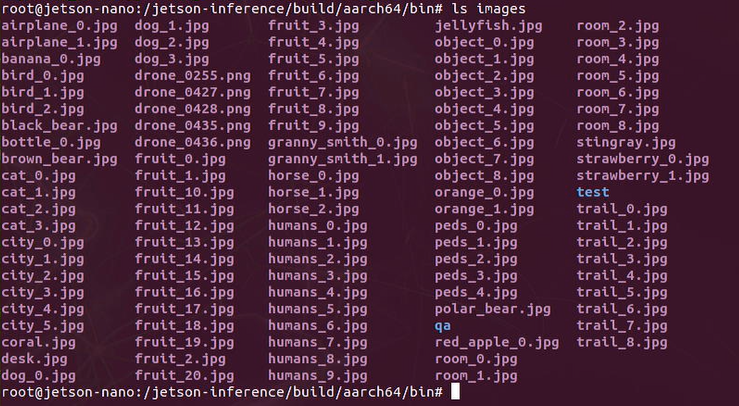 root@jetson-nano:/jetson-inference/build/aarch64/bin# ls images
airplane_0.jpg dog_1.jpg fruit_3.jpg jellyfish.jpg room_2.jpg
airplane_1.jpg dog_2.jpg fruit_4.jpg object_0.jpg room_3.jpg
banana_0.jpg dog_3.jpg fruit_5.jpg object_1.jpg room_4.jpg
bird_0.jpg drone_0255.png fruit_6.jpg object_2.jpg room_5.jpg
bird_1.jpg drone_0427.png fruit_7.jpg object_3.jpg room_6.jpg
bird_2.jpg drone_0428.png fruit_8.jpg object_4.jpg room_7.jpg
black_bear.jpg drone_0435.png fruit_9.jpg object_5.jpg room_8.jpg
bottle_0.jpg drone_0436.png granny_smith_0.jpg object_6.jpg stingray.jpg
brown_bear.jpg fruit_0.jpg granny_smith_1.jpg object_7.jpg strawberry_0.jpg
cat_0.jpg fruit_1.jpg horse_0.jpg object_8.jpg strawberry_1.jpg
cat_1.jpg fruit_10.jpg horse_1.jpg orange_0.jpg test
cat_2.jpg fruit_11.jpg horse_2.jpg orange_1.jpg trail_0.jpg
cat_3.jpg fruit_12.jpg humans_0.jpg peds_0.jpg trail_1.jpg
city_0.jpg fruit_13.jpg humans_1.jpg peds_1.jpg trail_2.jpg
city_1.jpg fruit_14.jpg humans_2.jpg peds_2.jpg trail_3.jpg
city_2.jpg fruit_15.jpg humans_3.jpg peds_3.jpg trail_4.jpg
city_3.jpg fruit_16.jpg humans_4.jpg peds_4.jpg trail_5.jpg
city_4.jpg fruit_17.jpg humans_5.jpg polar_bear.jpg trail_6.jpg
city_5.jpg fruit_18.jpg humans_6.jpg qa trail_7.jpg
coral.jpg fruit_19.jpg humans_7.jpg red_apple_0.jpg trail_8.jpg
desk.jpg fruit_2.jpg humans_8.jpg room_0.jpg
dog_0.jpg fruit_20.jpg humans_9.jpg room_1.jpg
root@jetson-nano:/jetson-inference/build/aarch64/bin#